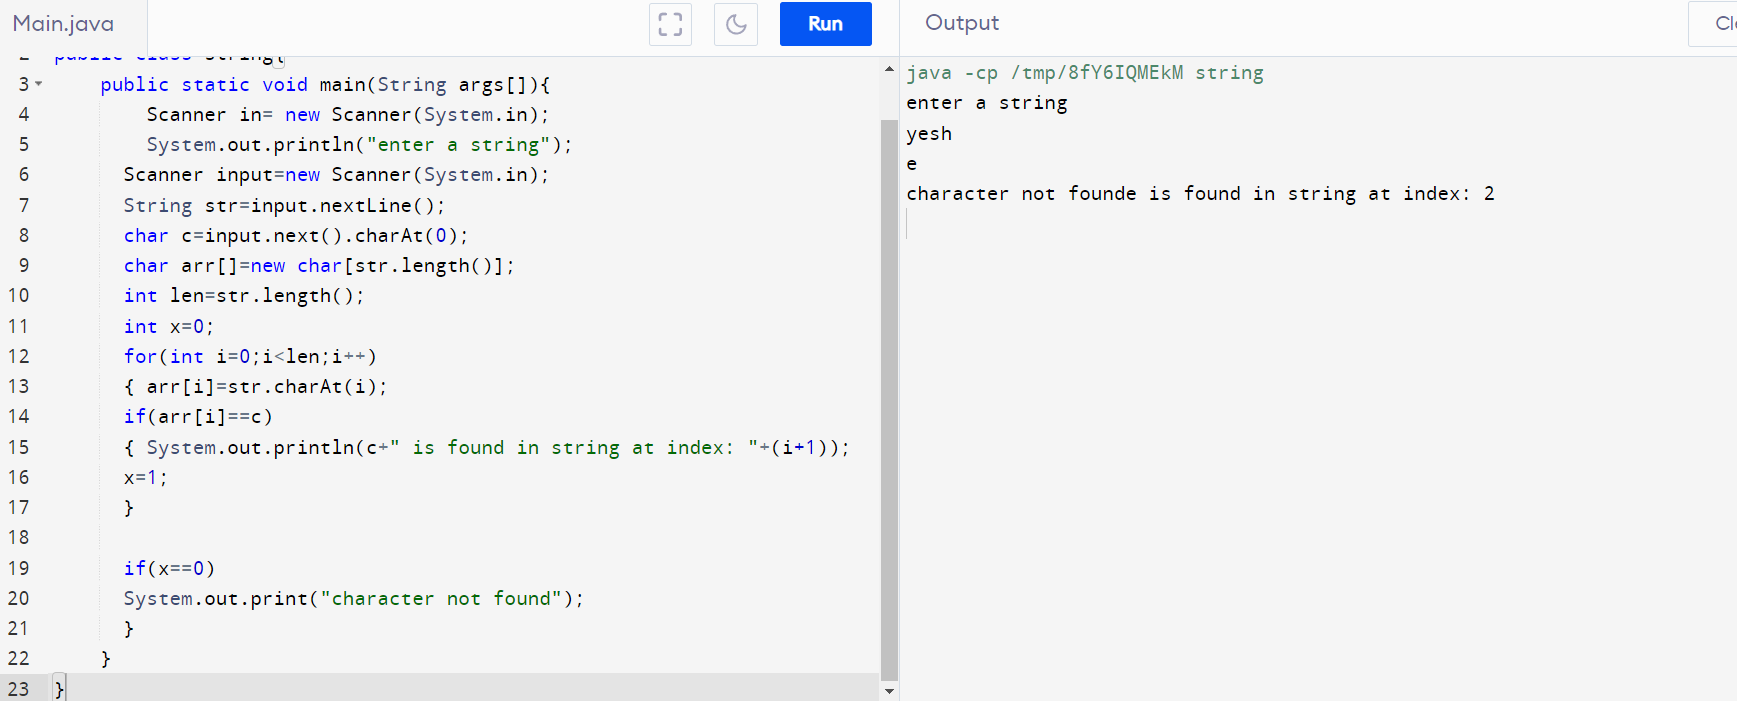 Main.java
Run
Output
Cl
2 public class string{
3 public static void main(String args[]){
4 Scanner in= new Scanner(System.in);
5 System.out.println("enter a string");
6 Scanner input=new Scanner(System.in);
7 String str=input.nextLine();
8 char c=input.next().charAt(0);
9 char arr[]=new char[str.length()];
10 int len=str.length();
11 int x=0;
12 for(int i=0;i<len;i++)
13 { arr[i]=str.charAt(i);
14 if(arr[i]==c)
15 { System.out.println(c+" is found in string at index: "+(i+1));
16 x=1;
17 }
18
19 if(x==0)
20 System.out.print("character not found");
21 }
22 }
23 }
java -cp /tmp/8fY6IQMEkM string
enter a string
yesh
e
character not founde is found in string at index: 2